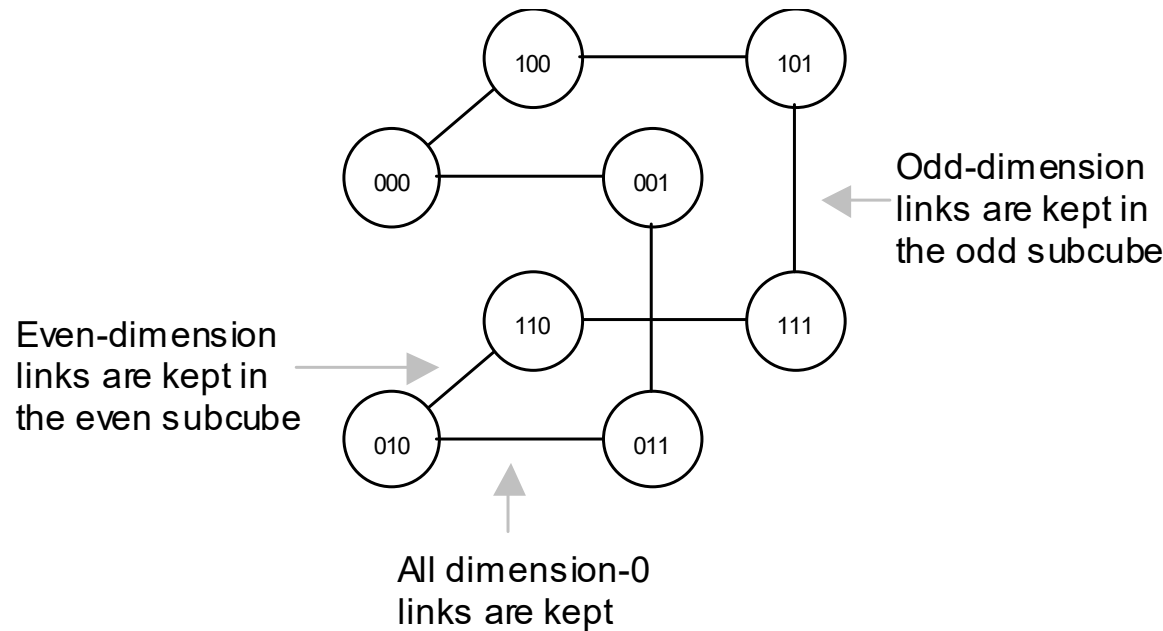 100
101
000
001
Odd-dimension
links are kept in
the odd subcube
110
111
Even-dimension
links are kept in
the even subcube
010
011
All dimension-0
links are kept